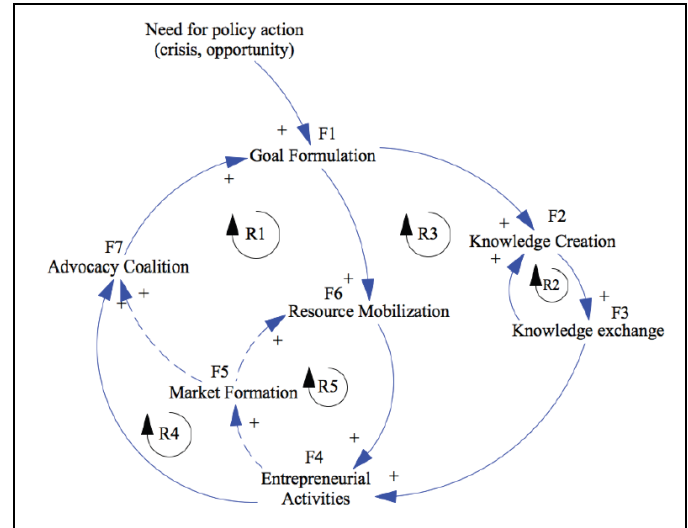 Need for policy action
(crisis, opportunity)
+
F1
Goal Formulation
+
F2
+
Knowledge Creation
+
R1
R3
F7
Advocacy Coalition
+
+
R2
+
F3
Knowledge exchange
F6
+
Resource Mobilization
+
F5
Market Formation
R5
+
R4
+
F4
Entrepreneurial
Activities
+